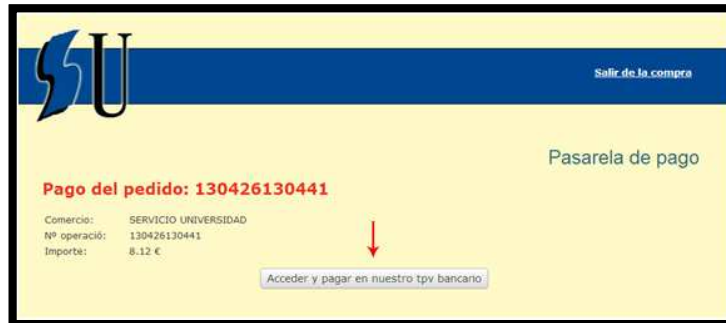 SU
Salir de la compra
Pasarela de pago
Pago del pedido: 130426130441
Comercio: SERVICIO UNIVERSIDAD
Nº operació: 130426130441
Importe: 8.12 €
Acceder y pagar en nuestro tpv bancario